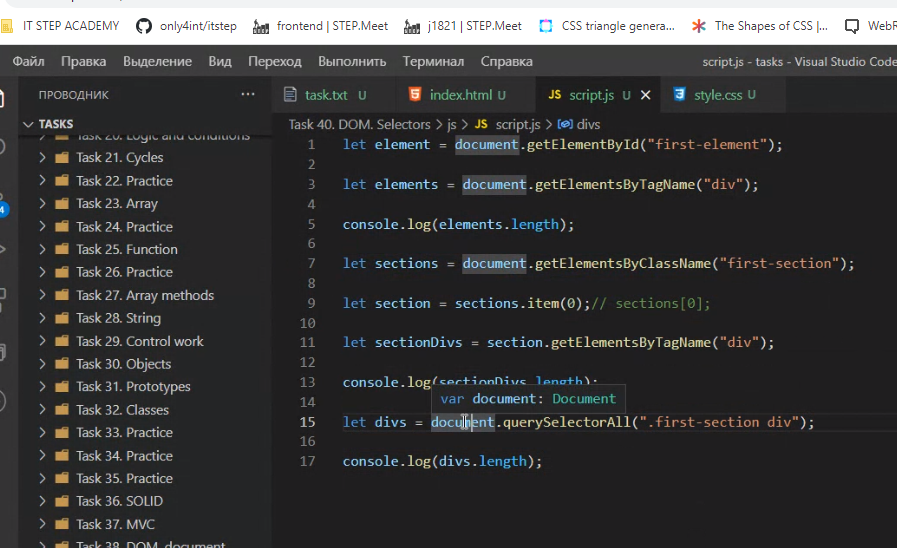 IT STEP ACADEMY only4int/itstep frontend | STEP.Meet j1821 | STEP.Meet CSS triangle genera... The Shapes of CSS |... WebR
Файл Правка Выделение Вид Переход Выполнить Терминал Справка script.js - tasks - Visual Studio Code
ПРОВОДНИК ... task.txt U index.html U JS script.js U style.css U
TASKS
Task 40. DOM. Selectors > js > JS script.js > divs
Task 20. Logic and conditions
Task 21. Cycles
Task 22. Practice
Task 23. Array
Task 24. Practice
Task 25. Function
Task 26. Practice
Task 27. Array methods
Task 28. String
Task 29. Control work
Task 30. Objects
Task 31. Prototypes
Task 32. Classes
Task 33. Practice
Task 34. Practice
Task 35. Practice
Task 36. SOLID
Task 37. MVC
Task 38. DOM. document
4
1 let element = document.getElementById("first-element");
2
3 let elements = document.getElementsByTagName("div");
4
5 console.log(elements.length);
6
7 let sections = document.getElementsByClassName("first-section");
8
9 let section = sections.item(0);// sections[0];
10
11 let sectionDivs = section.getElementsByTagName("div");
12
13 console.log(sectionDivs.length);
14 var document: Document
15 let divs = document.querySelectorAll(".first-section div");
16
17 console.log(divs.length);